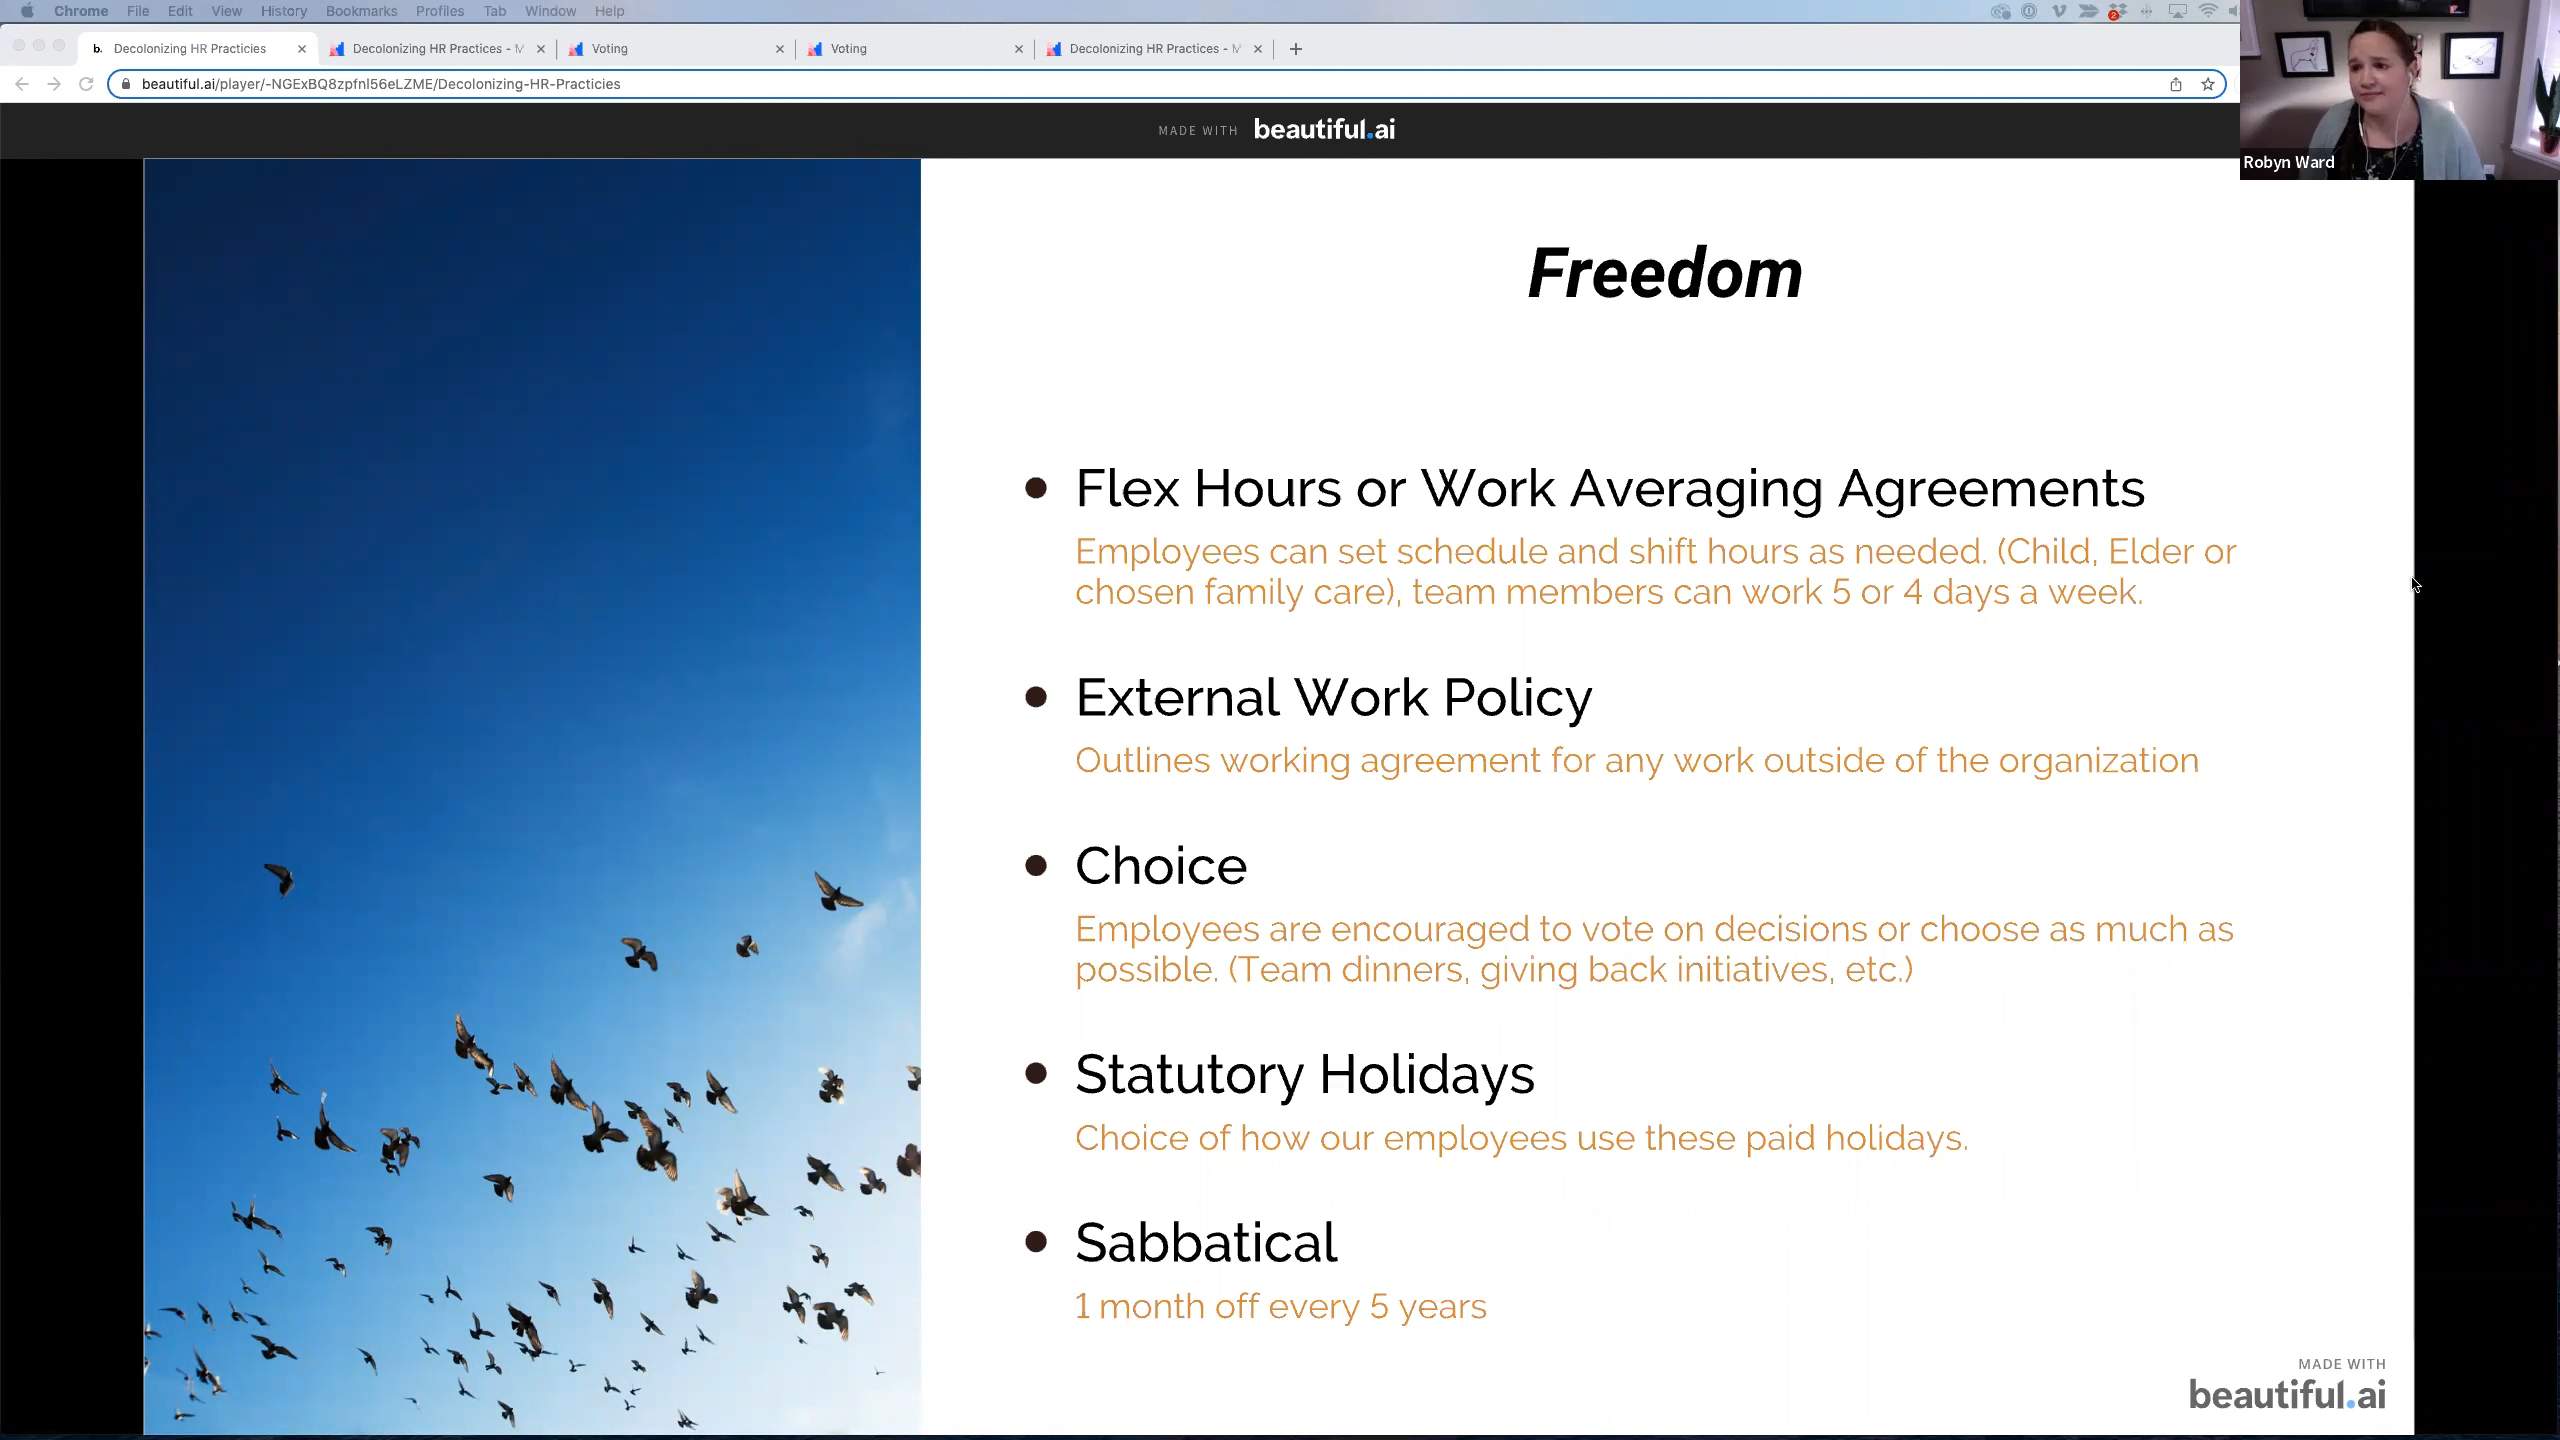 Chrome File Edit View History Bookmarks Profiles Tab Window Help
2
b. Decolonizing HR Practicies
Decolonizing HR Practices - M
Voting
Voting
Decolonizing HR Practices - M
beautiful.ai/player/-NGExBQ8zpfnl56eLZME/Decolonizing-HR-Practicies
MADE WITH beautiful.ai
Robyn Ward
Freedom
Flex Hours or Work Averaging Agreements
Employees can set schedule and shift hours as needed. (Child, Elder or
chosen family care), team members can work 5 or 4 days a week.
External Work Policy
Outlines working agreement for any work outside of the organization
Choice
Employees are encouraged to vote on decisions or choose as much as
possible. (Team dinners, giving back initiatives, etc.)
Statutory Holidays
Choice of how our employees use these paid holidays.
Sabbatical
1 month off every 5 years
MADE WITH
beautiful.ai